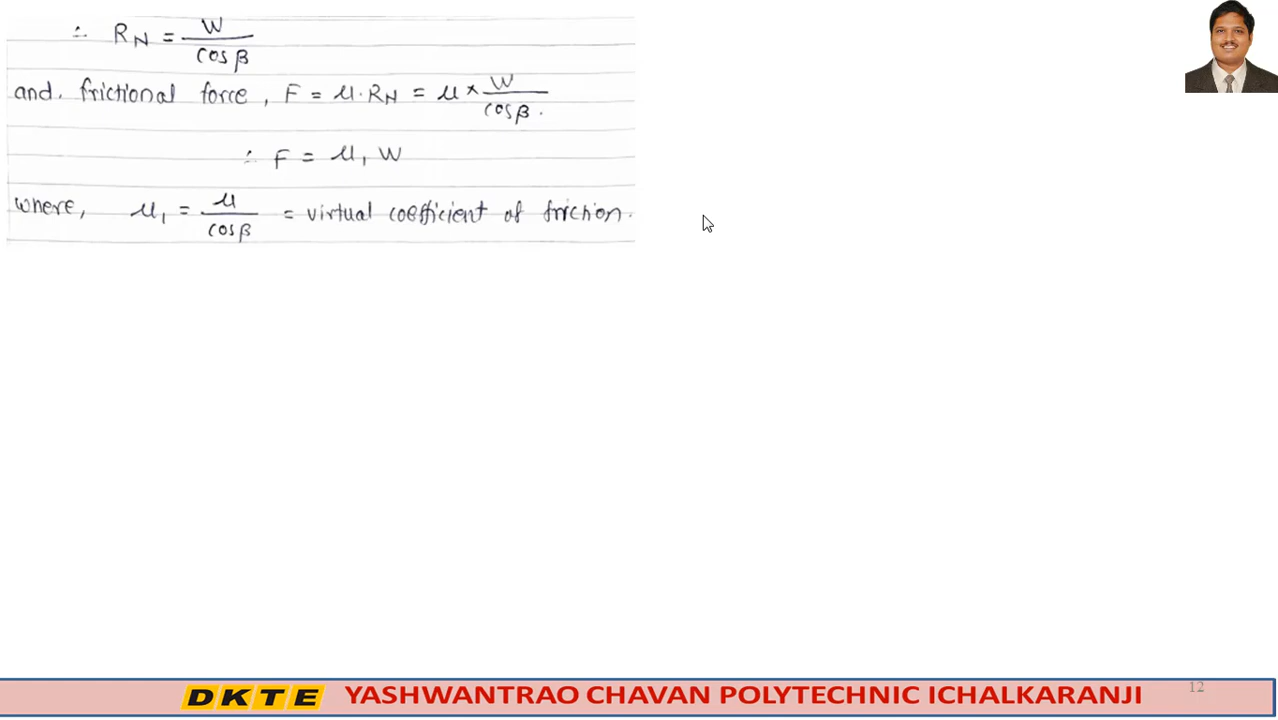 ∴ R_N = W / cos β
and. frictional force, F = μ · R_N = μ × W / cos β.
∴ F = μ₁ W
where, μ₁ = μ / cos β = virtual coefficient of friction.
DKTE YASHWANTRAO CHAVAN POLYTECHNIC ICHALKARANJI 12